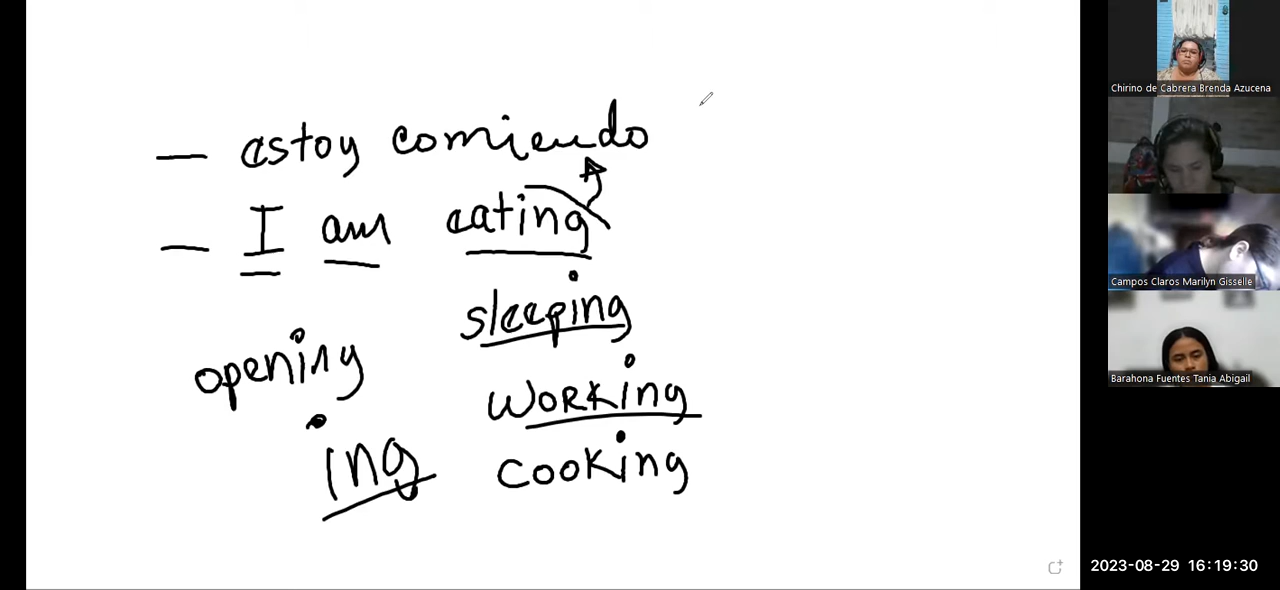 — estoy comiendo
— I am eating
sleeping
opening
working
ing
cooking
Chirino de Cabrera Brenda Azucena
Campos Claros Marilyn Gisselle
Barahona Fuentes Tania Abigail
2023-08-29 16:19:30